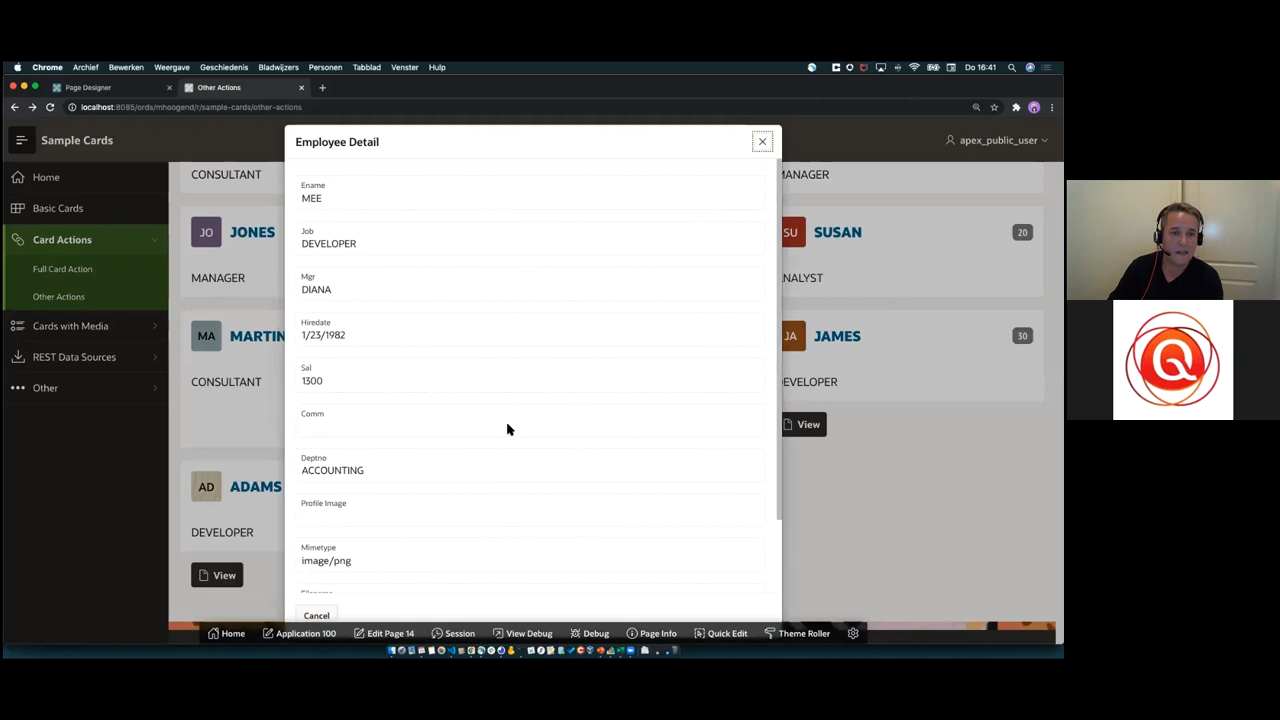 Chrome Archief Bewerken Weergave Geschiedenis Bladwijzers Personen Tabblad Venster Help Do 16:41
Page Designer Other Actions
localhost:8085/ords/mhoogend/r/sample-cards/other-actions
Sample Cards
apex_public_user
Home
Basic Cards
Card Actions
Full Card Action
Other Actions
Cards with Media
REST Data Sources
Other
Employee Detail
Ename
MEE
Job
DEVELOPER
Mgr
DIANA
Hiredate
1/23/1982
Sal
1300
Comm
Deptno
ACCOUNTING
Profile Image
Mimetype
image/png
Filename
Cancel
CONSULTANT
MANAGER
JO JONES
SU SUSAN 20
MANAGER
ANALYST
MA MARTIN
JA JAMES 30
CONSULTANT
DEVELOPER
View
AD ADAMS
DEVELOPER
View
Home Application 100 Edit Page 14 Session View Debug Debug Page Info Quick Edit Theme Roller
Q